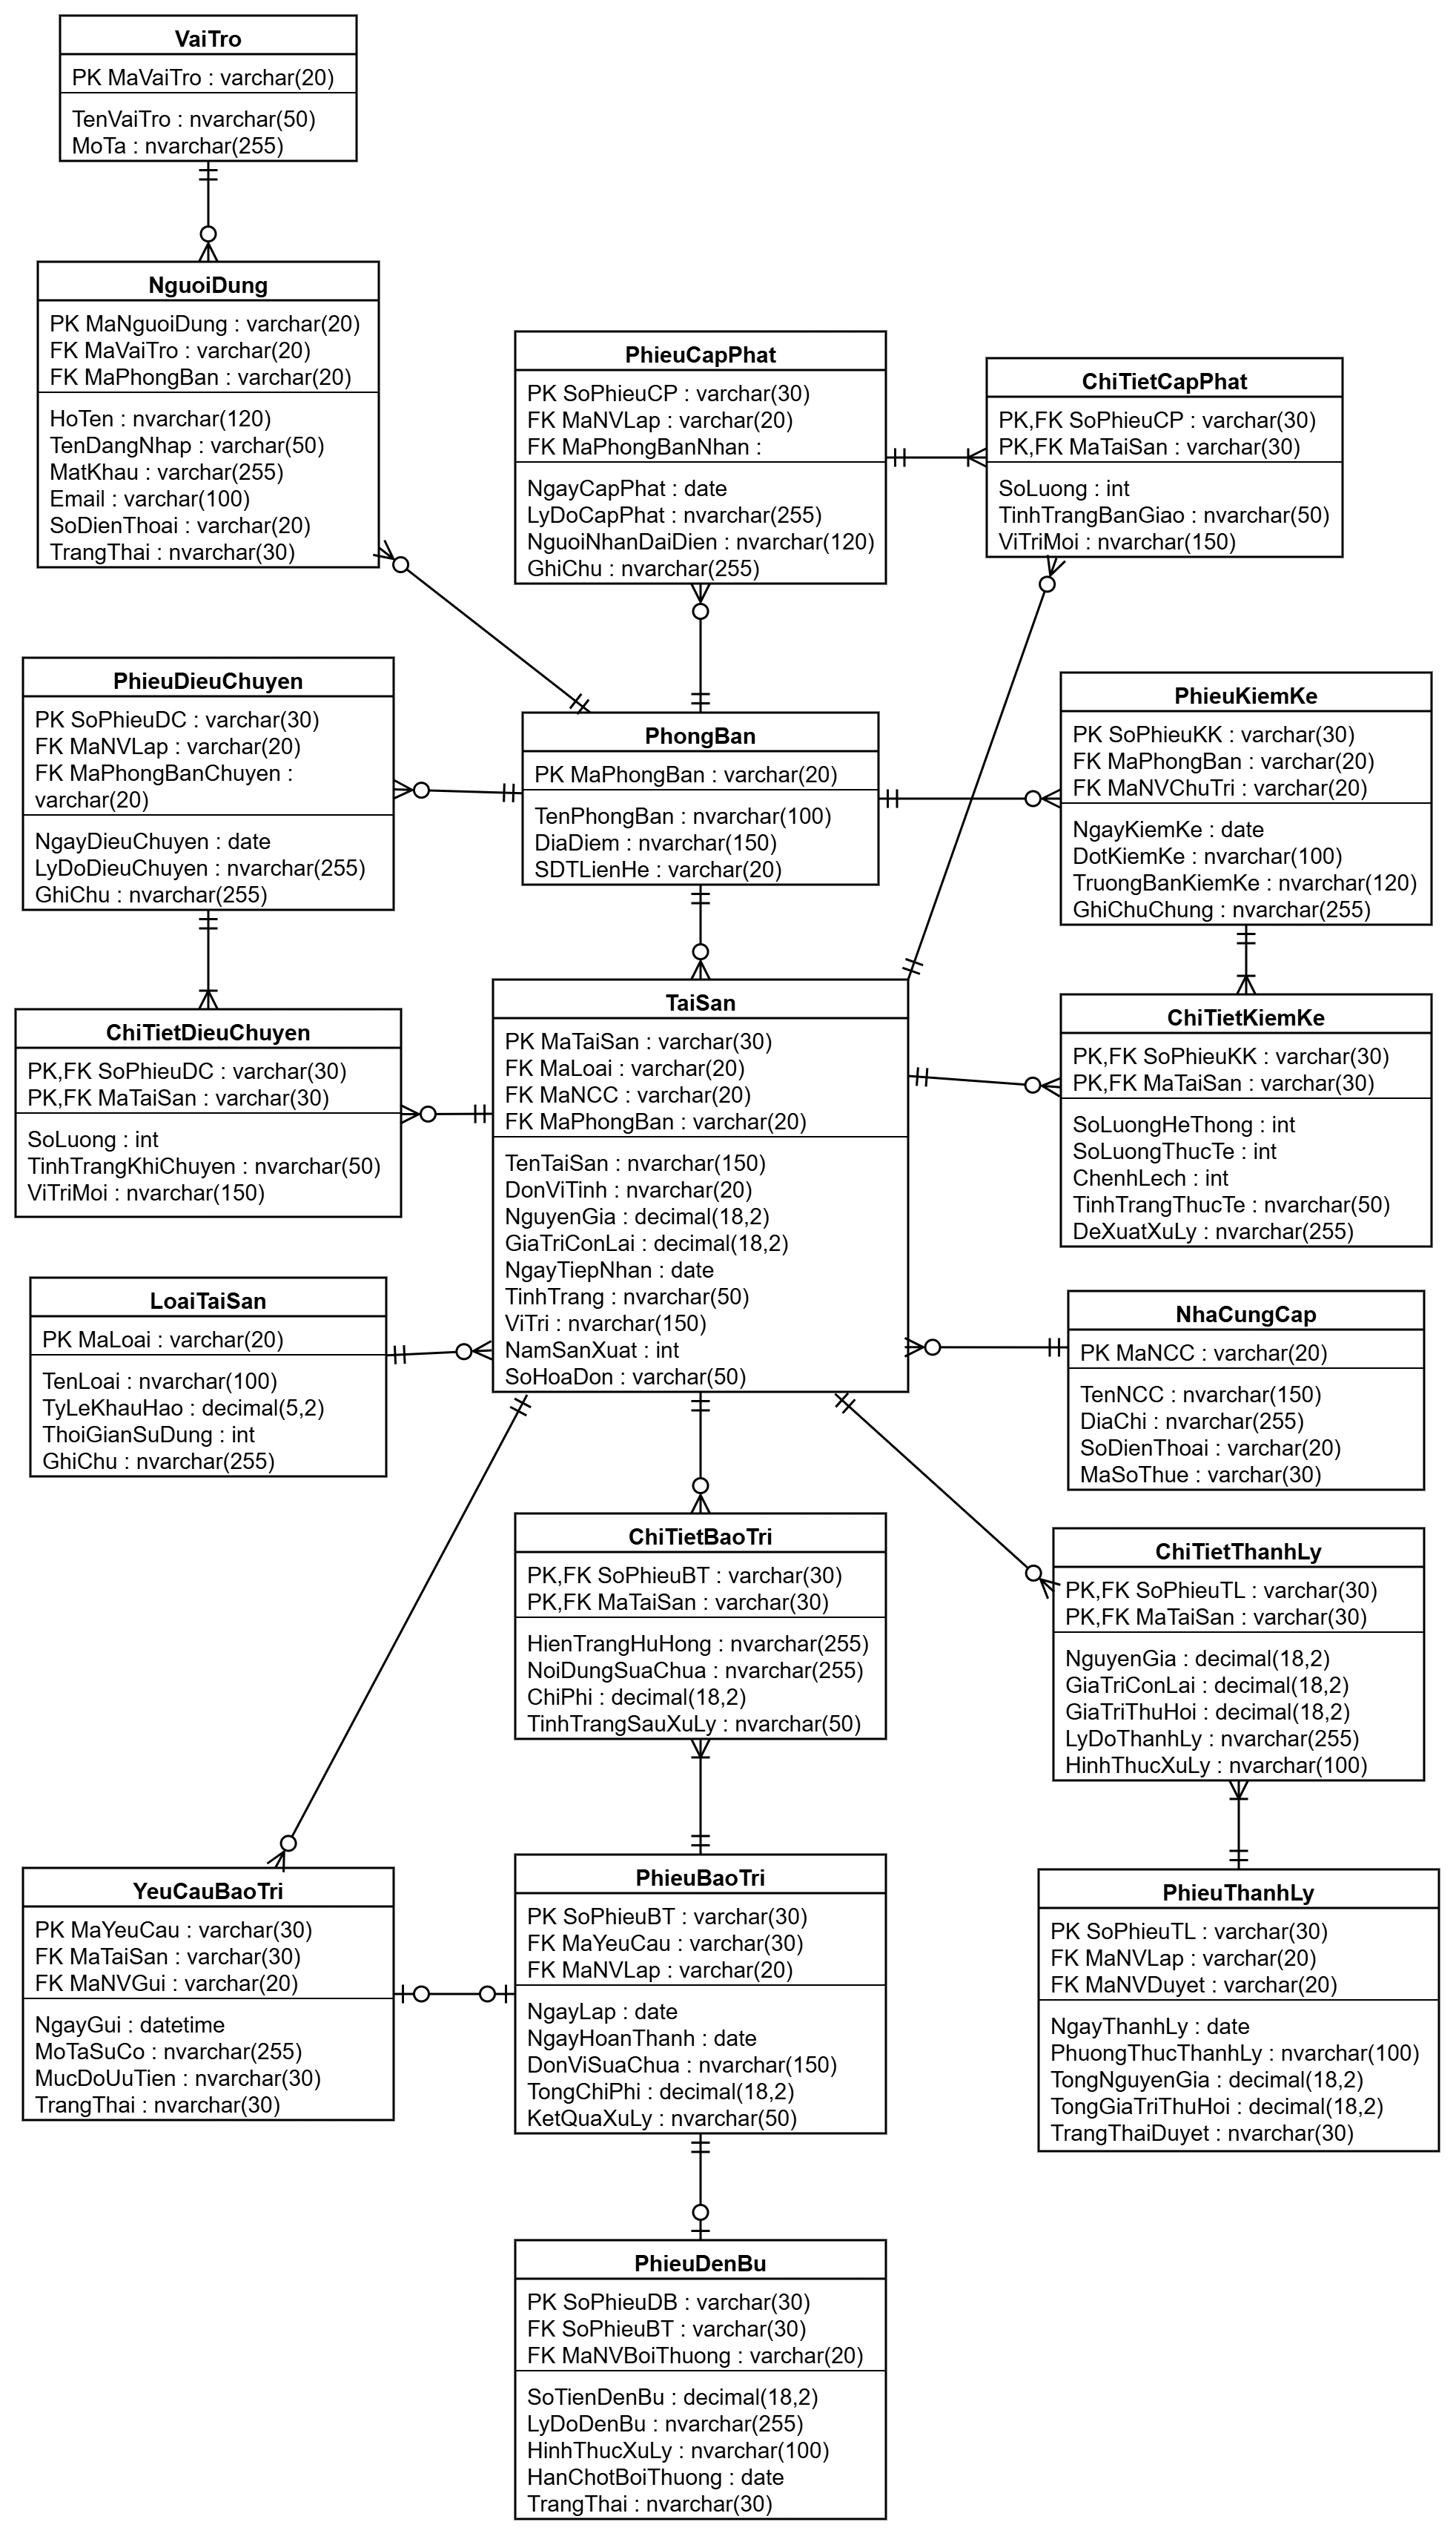 VaiTro
PK MaVaiTro : varchar(20)
TenVaiTro : nvarchar(50)
MoTa : nvarchar(255)
NguoiDung
PK MaNguoiDung : varchar(20)
FK MaVaiTro : varchar(20)
FK MaPhongBan : varchar(20)
HoTen : nvarchar(120)
TenDangNhap : varchar(50)
MatKhau : varchar(255)
Email : varchar(100)
SoDienThoai : varchar(20)
TrangThai : nvarchar(30)
PhieuCapPhat
PK SoPhieuCP : varchar(30)
FK MaNVLap : varchar(20)
FK MaPhongBanNhan :
NgayCapPhat : date
LyDoCapPhat : nvarchar(255)
NguoiNhanDaiDien : nvarchar(120)
GhiChu : nvarchar(255)
ChiTietCapPhat
PK,FK SoPhieuCP : varchar(30)
PK,FK MaTaiSan : varchar(30)
SoLuong : int
TinhTrangBanGiao : nvarchar(50)
ViTriMoi : nvarchar(150)
PhieuDieuChuyen
PK SoPhieuDC : varchar(30)
FK MaNVLap : varchar(20)
FK MaPhongBanChuyen :
varchar(20)
NgayDieuChuyen : date
LyDoDieuChuyen : nvarchar(255)
GhiChu : nvarchar(255)
PhongBan
PK MaPhongBan : varchar(20)
TenPhongBan : nvarchar(100)
DiaDiem : nvarchar(150)
SDTLienHe : varchar(20)
PhieuKiemKe
PK SoPhieuKK : varchar(30)
FK MaPhongBan : varchar(20)
FK MaNVChuTri : varchar(20)
NgayKiemKe : date
DotKiemKe : nvarchar(100)
TruongBanKiemKe : nvarchar(120)
GhiChuChung : nvarchar(255)
ChiTietDieuChuyen
PK,FK SoPhieuDC : varchar(30)
PK,FK MaTaiSan : varchar(30)
SoLuong : int
TinhTrangKhiChuyen : nvarchar(50)
ViTriMoi : nvarchar(150)
TaiSan
PK MaTaiSan : varchar(30)
FK MaLoai : varchar(20)
FK MaNCC : varchar(20)
FK MaPhongBan : varchar(20)
TenTaiSan : nvarchar(150)
DonViTinh : nvarchar(20)
NguyenGia : decimal(18,2)
GiaTriConLai : decimal(18,2)
NgayTiepNhan : date
TinhTrang : nvarchar(50)
ViTri : nvarchar(150)
NamSanXuat : int
SoHoaDon : varchar(50)
ChiTietKiemKe
PK,FK SoPhieuKK : varchar(30)
PK,FK MaTaiSan : varchar(30)
SoLuongHeThong : int
SoLuongThucTe : int
ChenhLech : int
TinhTrangThucTe : nvarchar(50)
DeXuatXuLy : nvarchar(255)
LoaiTaiSan
PK MaLoai : varchar(20)
TenLoai : nvarchar(100)
TyLeKhauHao : decimal(5,2)
ThoiGianSuDung : int
GhiChu : nvarchar(255)
NhaCungCap
PK MaNCC : varchar(20)
TenNCC : nvarchar(150)
DiaChi : nvarchar(255)
SoDienThoai : varchar(20)
MaSoThue : varchar(30)
ChiTietBaoTri
PK,FK SoPhieuBT : varchar(30)
PK,FK MaTaiSan : varchar(30)
HienTrangHuHong : nvarchar(255)
NoiDungSuaChua : nvarchar(255)
ChiPhi : decimal(18,2)
TinhTrangSauXuLy : nvarchar(50)
ChiTietThanhLy
PK,FK SoPhieuTL : varchar(30)
PK,FK MaTaiSan : varchar(30)
NguyenGia : decimal(18,2)
GiaTriConLai : decimal(18,2)
GiaTriThuHoi : decimal(18,2)
LyDoThanhLy : nvarchar(255)
HinhThucXuLy : nvarchar(100)
YeuCauBaoTri
PK MaYeuCau : varchar(30)
FK MaTaiSan : varchar(30)
FK MaNVGui : varchar(20)
NgayGui : datetime
MoTaSuCo : nvarchar(255)
MucDoUuTien : nvarchar(30)
TrangThai : nvarchar(30)
PhieuBaoTri
PK SoPhieuBT : varchar(30)
FK MaYeuCau : varchar(30)
FK MaNVLap : varchar(20)
NgayLap : date
NgayHoanThanh : date
DonViSuaChua : nvarchar(150)
TongChiPhi : decimal(18,2)
KetQuaXuLy : nvarchar(50)
PhieuThanhLy
PK SoPhieuTL : varchar(30)
FK MaNVLap : varchar(20)
FK MaNVDuyet : varchar(20)
NgayThanhLy : date
PhuongThucThanhLy : nvarchar(100)
TongNguyenGia : decimal(18,2)
TongGiaTriThuHoi : decimal(18,2)
TrangThaiDuyet : nvarchar(30)
PhieuDenBu
PK SoPhieuDB : varchar(30)
FK SoPhieuBT : varchar(30)
FK MaNVBoiThuong : varchar(20)
SoTienDenBu : decimal(18,2)
LyDoDenBu : nvarchar(255)
HinhThucXuLy : nvarchar(100)
HanChotBoiThuong : date
TrangThai : nvarchar(30)